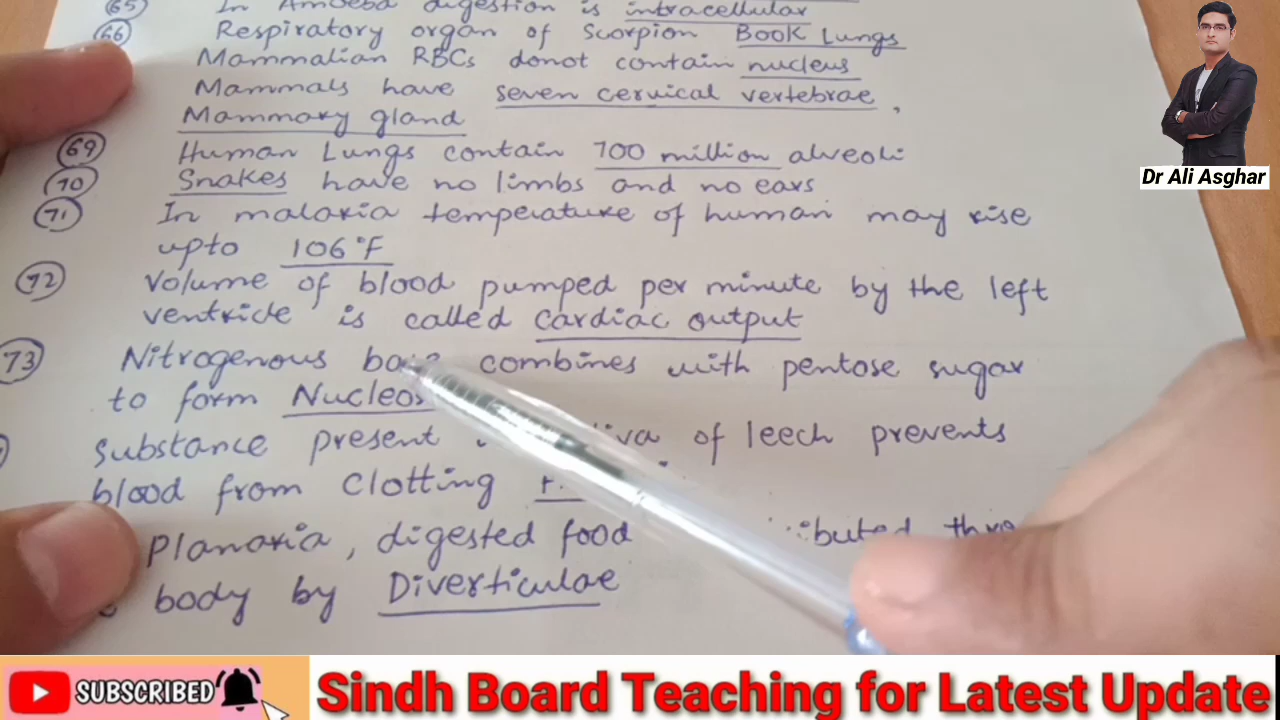 65 In Amoeba digestion is intracellular
66 Respiratory organ of Scorpion Book Lungs
Mammalian RBCs donot contain nucleus
Mammals have seven cervical vertebrae,
Mammary gland
69 Human Lungs contain 700 million alveoli
70 Snakes have no limbs and no ears
71 In malaria temperature of human may rise
upto 106°F
72 Volume of blood pumped per minute by the left
ventricle is called cardiac output
73 Nitrogenous base combines with pentose sugar
to form
Substance present of leech prevents
blood from clotting
Planaria, digested food
body by Diverticulae
Dr Ali Asghar
SUBSCRIBED
Sindh Board Teaching for Latest Update